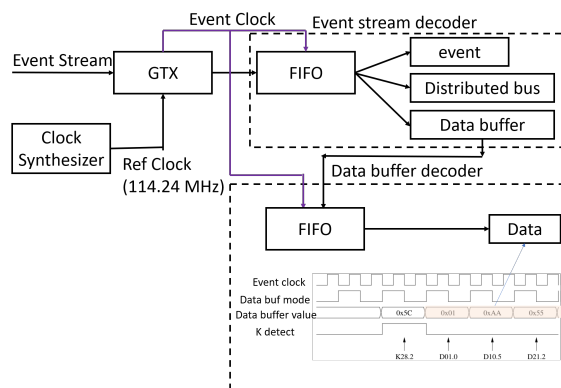 Event Clock
Event stream decoder
Event Stream
GTX
FIFO
event
Distributed bus
Data buffer
Clock
Synthesizer
Ref Clock
(114.24 MHz)
Data buffer decoder
FIFO
Data
Event clock
Data buf mode
Data buffer value
0x5C
0x01
0xAA
0x55
K detect
K28.2
D01.0
D10.5
D21.2